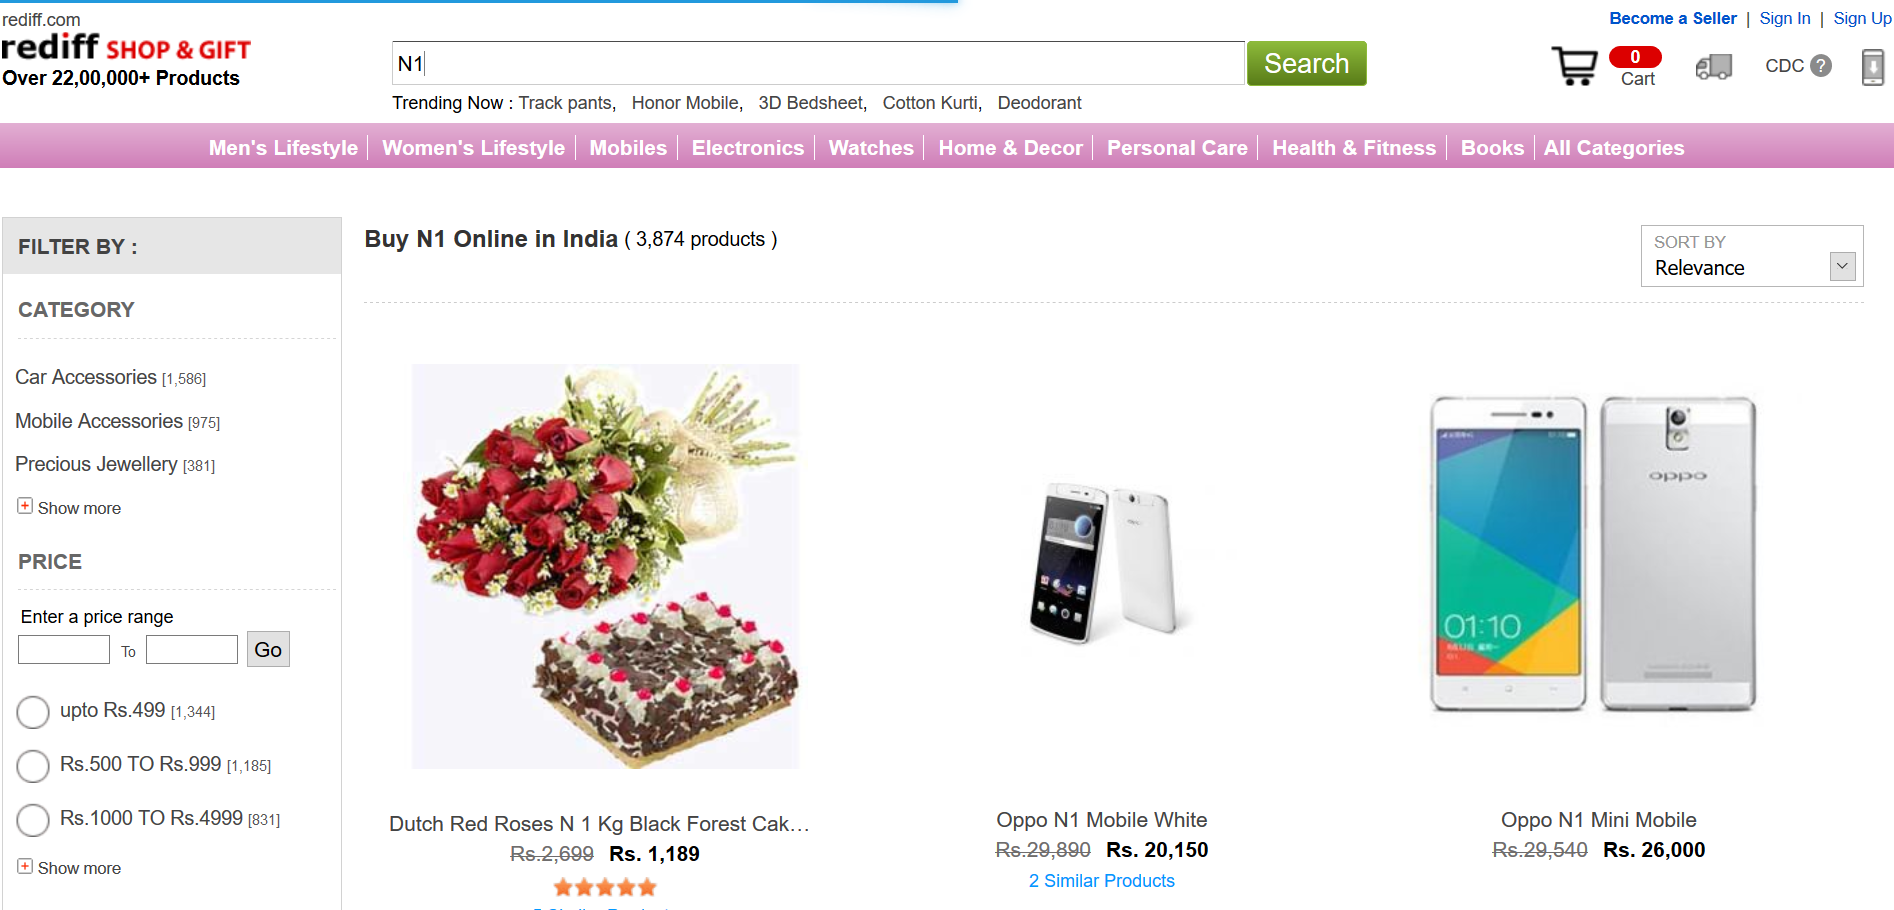 rediff.com
rediff SHOP & GIFT
Over 22,00,000+ Products
N1
Search
Trending Now : Track pants, Honor Mobile, 3D Bedsheet, Cotton Kurti, Deodorant
Become a Seller | Sign In | Sign Up
0
Cart
CDC ?
Men's Lifestyle
Women's Lifestyle
Mobiles
Electronics
Watches
Home & Decor
Personal Care
Health & Fitness
Books
All Categories
FILTER BY :
CATEGORY
Car Accessories [1,586]
Mobile Accessories [975]
Precious Jewellery [381]
Show more
PRICE
Enter a price range
To
Go
upto Rs.499 [1,344]
Rs.500 TO Rs.999 [1,185]
Rs.1000 TO Rs.4999 [831]
Show more
Buy N1 Online in India ( 3,874 products )
SORT BY
Relevance
Dutch Red Roses N 1 Kg Black Forest Cak...
Rs.2,699 Rs. 1,189
Oppo N1 Mobile White
Rs.29,890 Rs. 20,150
2 Similar Products
01:10
oppo
Oppo N1 Mini Mobile
Rs.29,540 Rs. 26,000